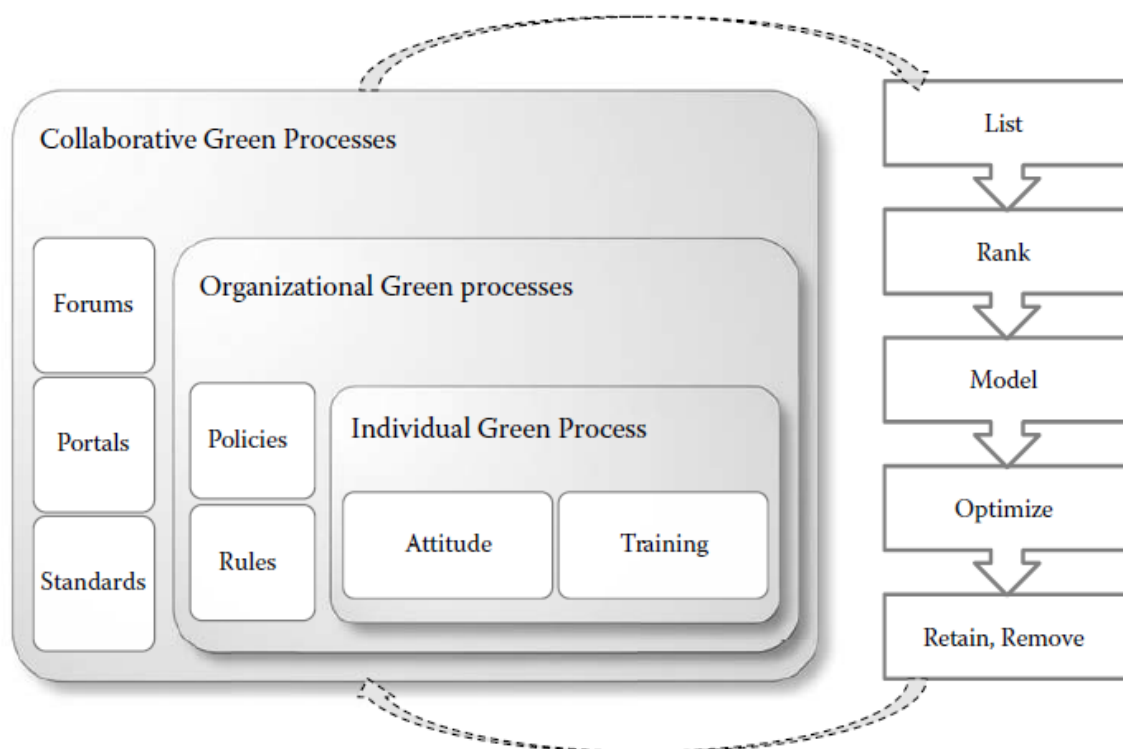 Collaborative Green Processes
Forums
Portals
Standards
Organizational Green processes
Policies
Rules
Individual Green Process
Attitude
Training
List
Rank
Model
Optimize
Retain, Remove